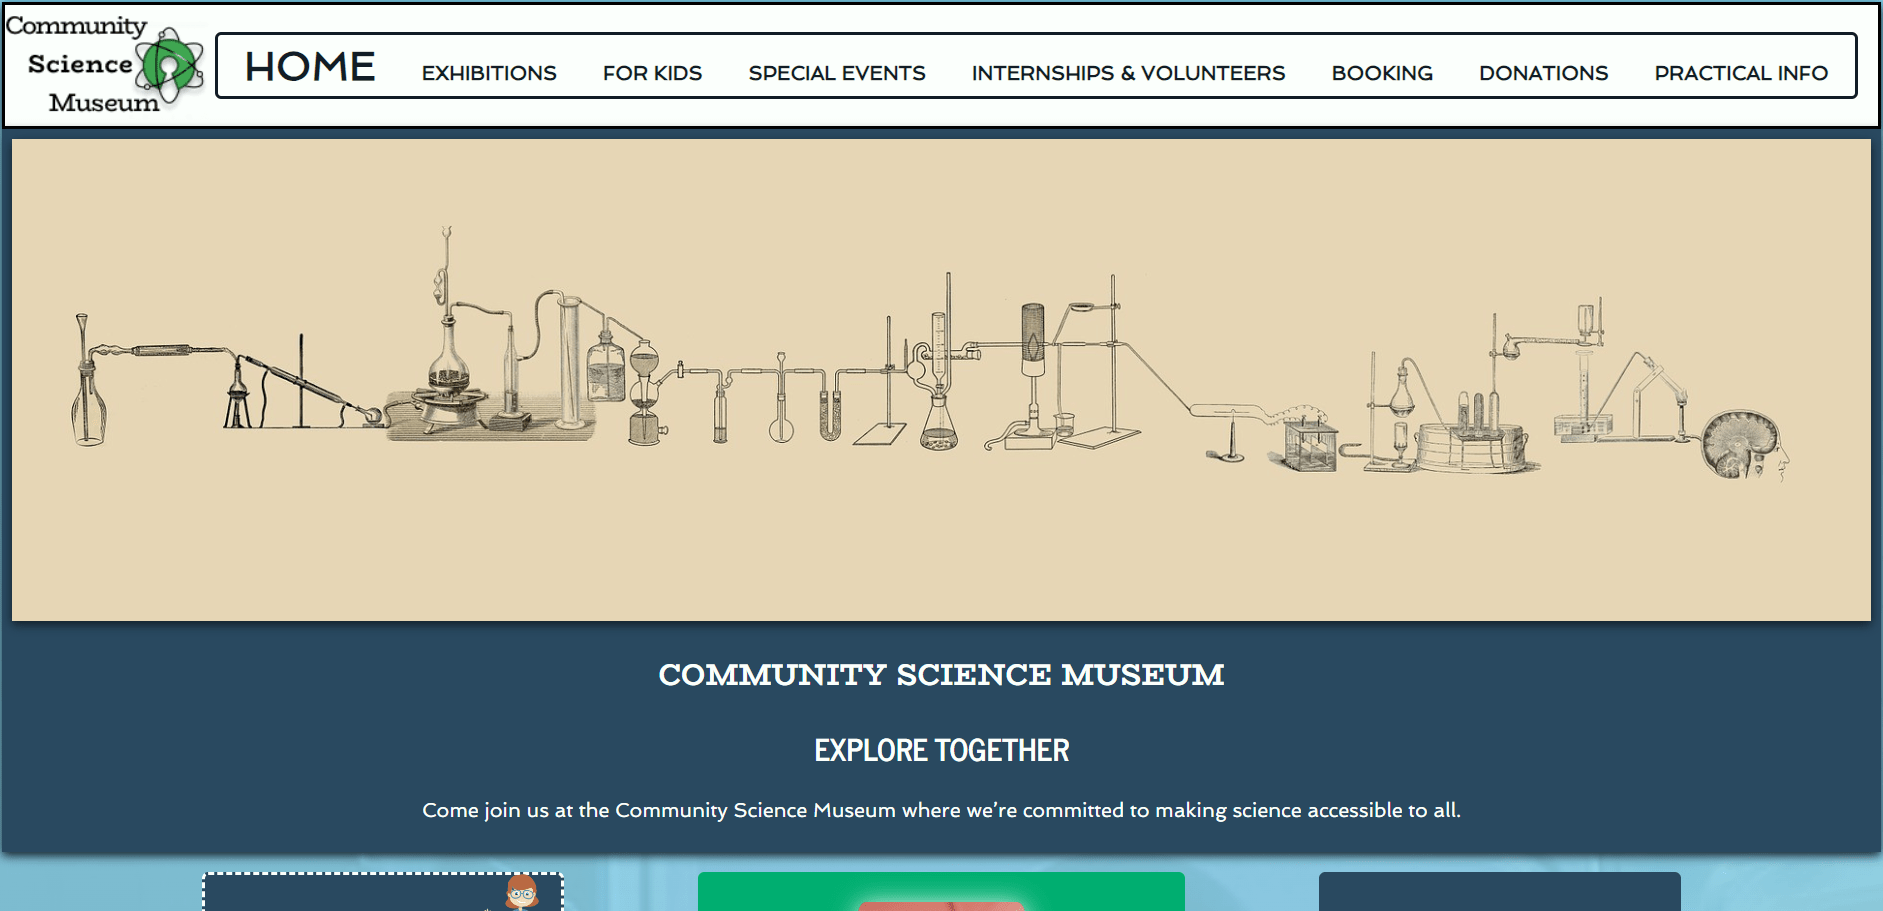 Community
Science
Museum
HOME EXHIBITIONS FOR KIDS SPECIAL EVENTS INTERNSHIPS & VOLUNTEERS BOOKING DONATIONS PRACTICAL INFO
COMMUNITY SCIENCE MUSEUM
EXPLORE TOGETHER
Come join us at the Community Science Museum where we’re committed to making science accessible to all.